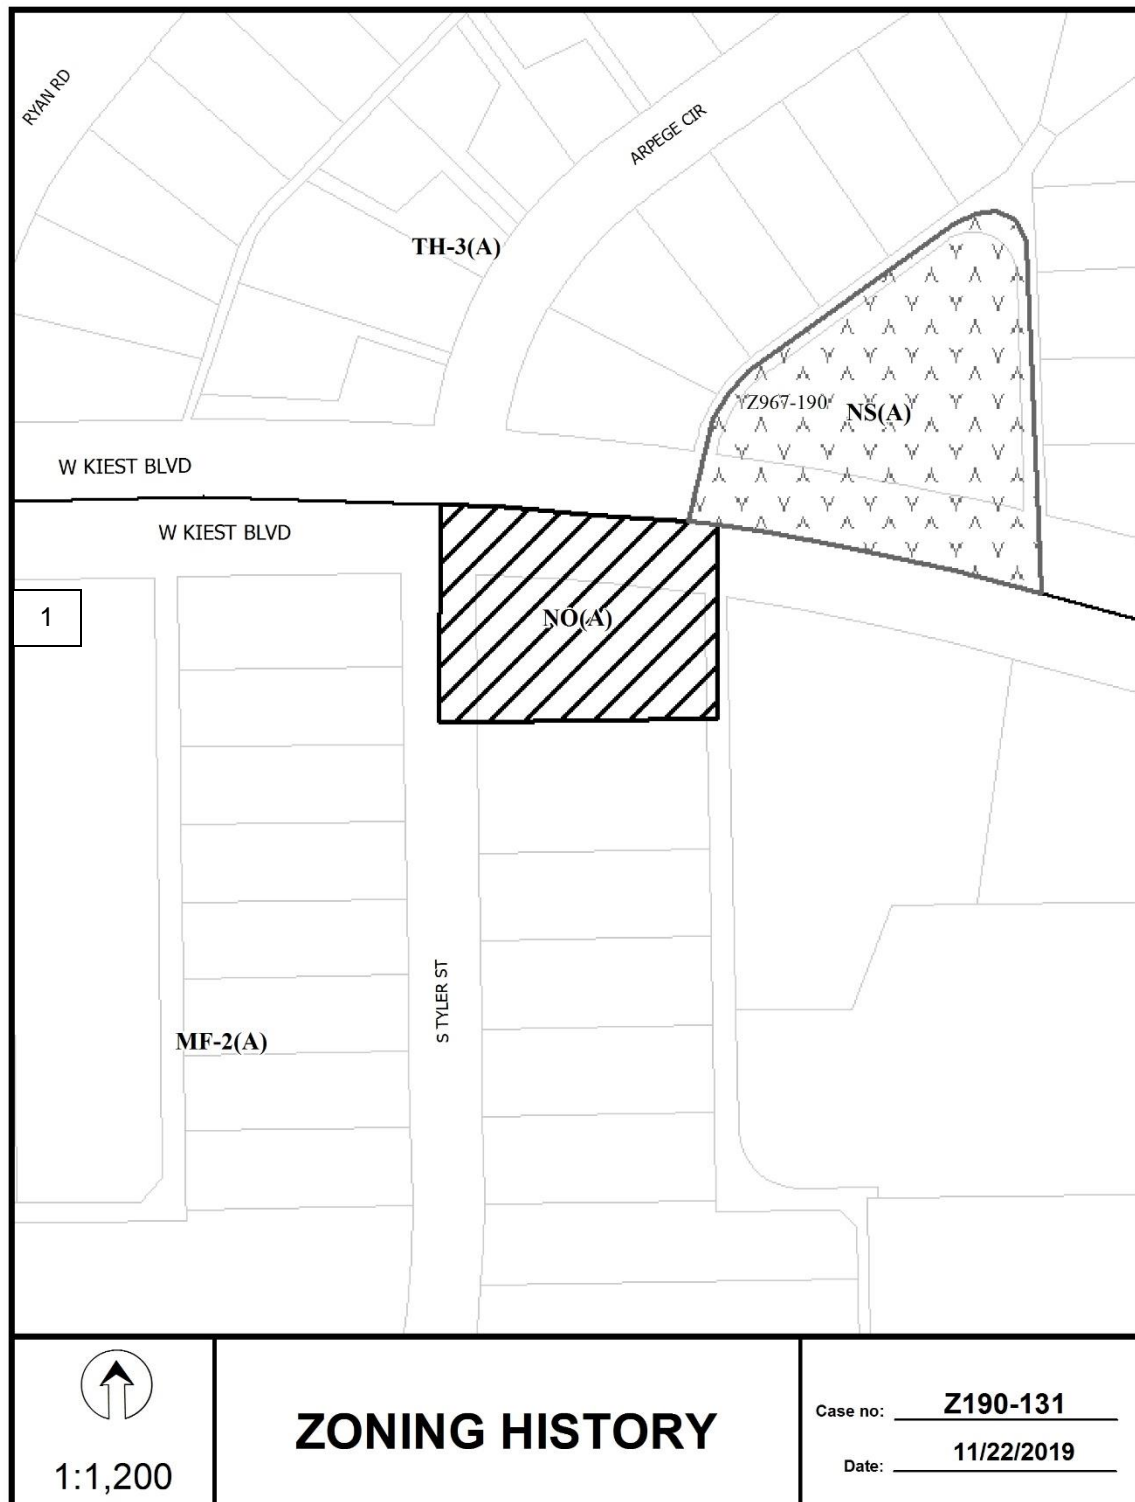 RYAN RD
ARPEGE CIR
TH-3(A)
Z967-190
NS(A)
W KIEST BLVD
W KIEST BLVD
1
NO(A)
S TYLER ST
MF-2(A)
1:1,200
ZONING HISTORY
Case no: Z190-131
Date: 11/22/2019